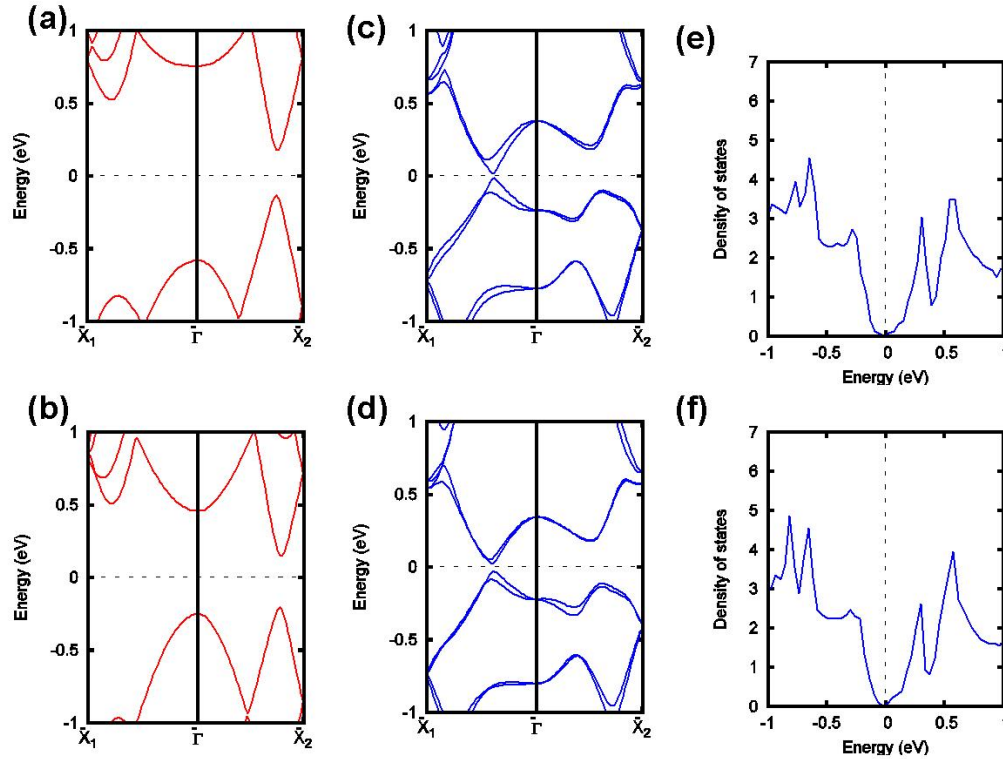 (a)
1
0.5
0
-0.5
-1
Energy (eV)
X̄₁
Γ̄
X̄₂
(c)
1
0.5
0
-0.5
-1
Energy (eV)
X̄₁
Γ̄
X̄₂
(e)
7
6
5
4
3
2
1
0
Density of states
-1
-0.5
0
0.5
1
Energy (eV)
(b)
1
0.5
0
-0.5
-1
Energy (eV)
X̄₁
Γ̄
X̄₂
(d)
1
0.5
0
-0.5
-1
Energy (eV)
X̄₁
Γ̄
X̄₂
(f)
7
6
5
4
3
2
1
0
Density of states
-1
-0.5
0
0.5
1
Energy (eV)